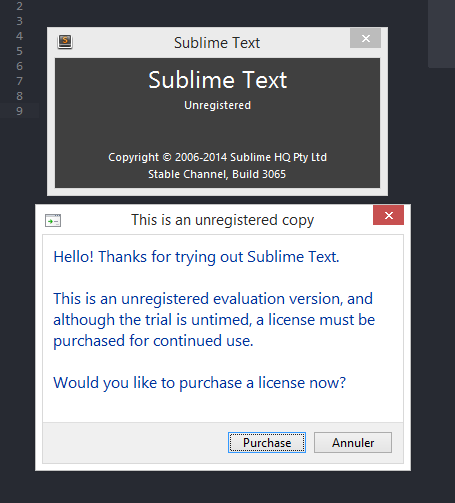 2
3
4
5
6
7
8
9
Sublime Text
Sublime Text
Unregistered
Copyright © 2006-2014 Sublime HQ Pty Ltd
Stable Channel, Build 3065
This is an unregistered copy
Hello! Thanks for trying out Sublime Text.
This is an unregistered evaluation version, and
although the trial is untimed, a license must be
purchased for continued use.
Would you like to purchase a license now?
Purchase
Annuler